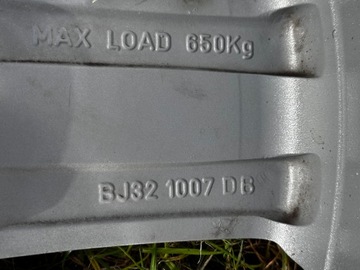 MAX LOAD 650Kg
BJ32 1007 DB